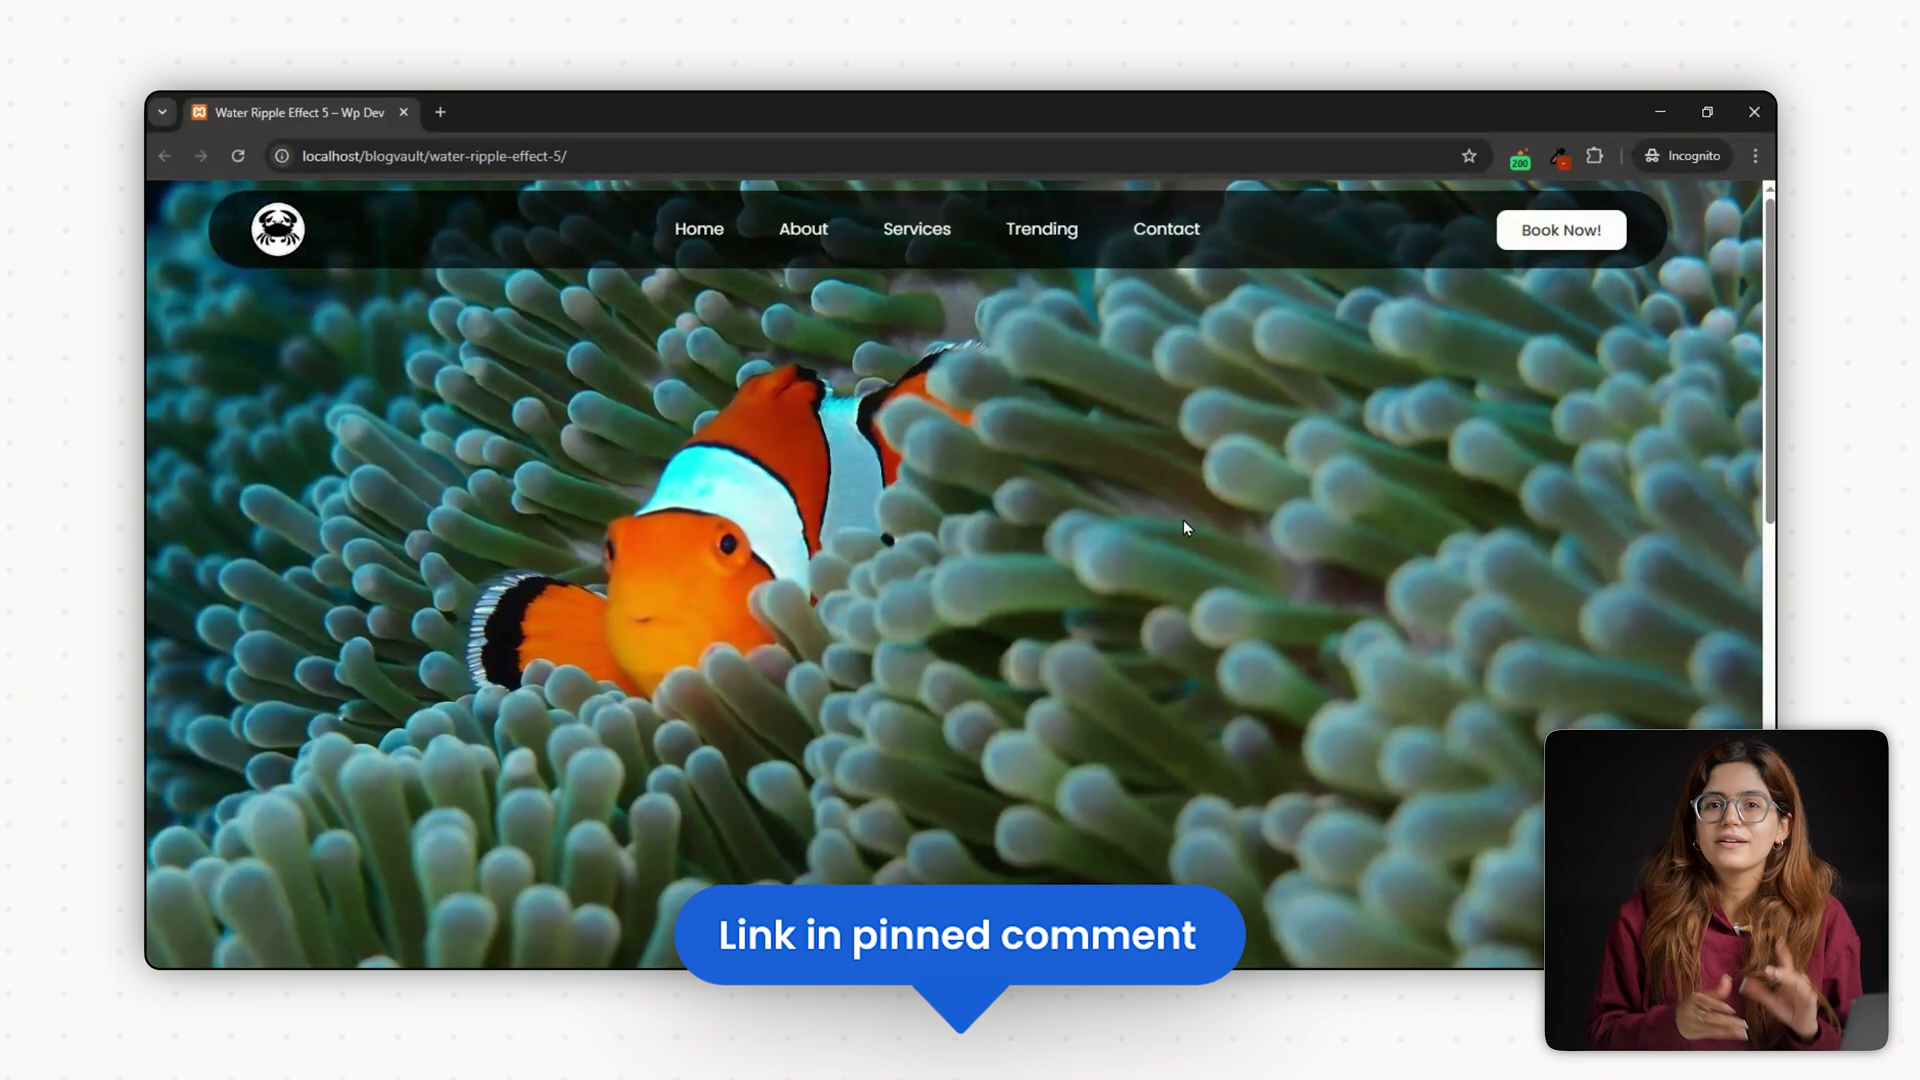 Water Ripple Effect 5 – Wp Dev
localhost/blogvault/water-ripple-effect-5/
200
Incognito
Home
About
Services
Trending
Contact
Book Now!
Link in pinned comment